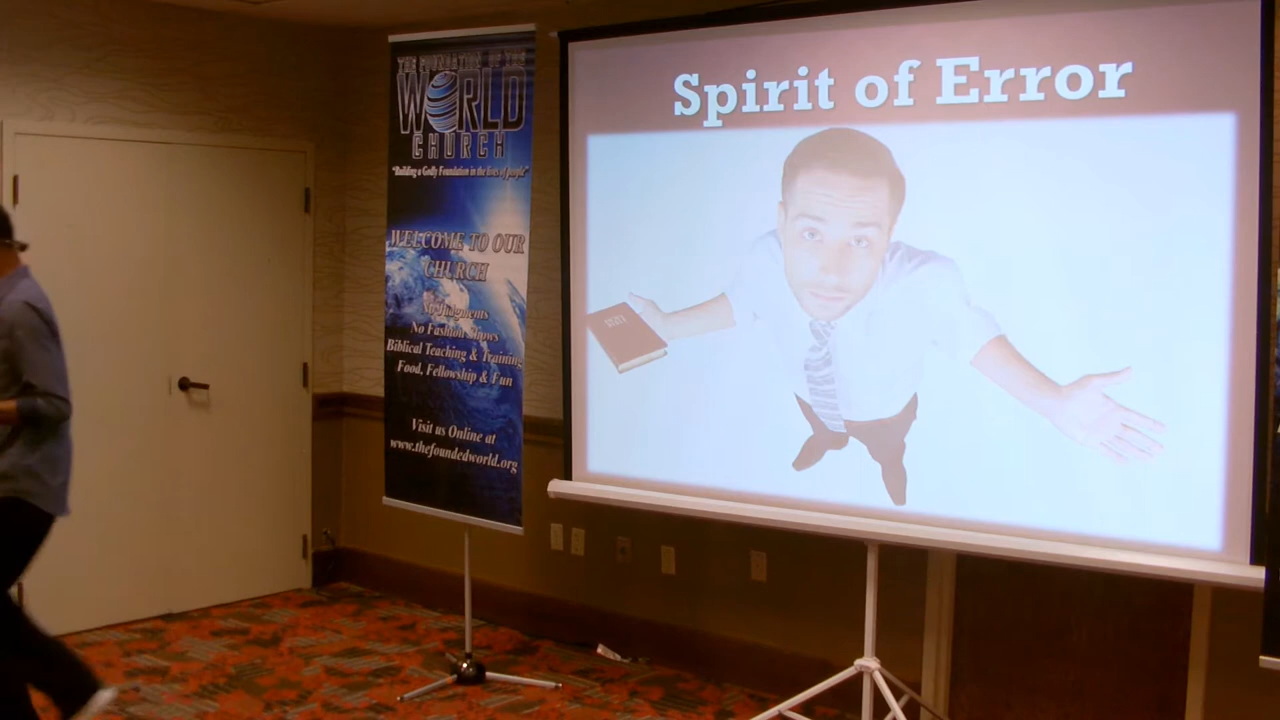 THE FOUNDATION OF THE
WORLD
CHURCH
"Building a Godly Foundation in the lives of people"
WELCOME TO OUR
CHURCH
No Judgments
No Fashion Shows
Biblical Teaching & Training
Food, Fellowship & Fun
Visit us Online at
www.thefoundedworld.org
Spirit of Error